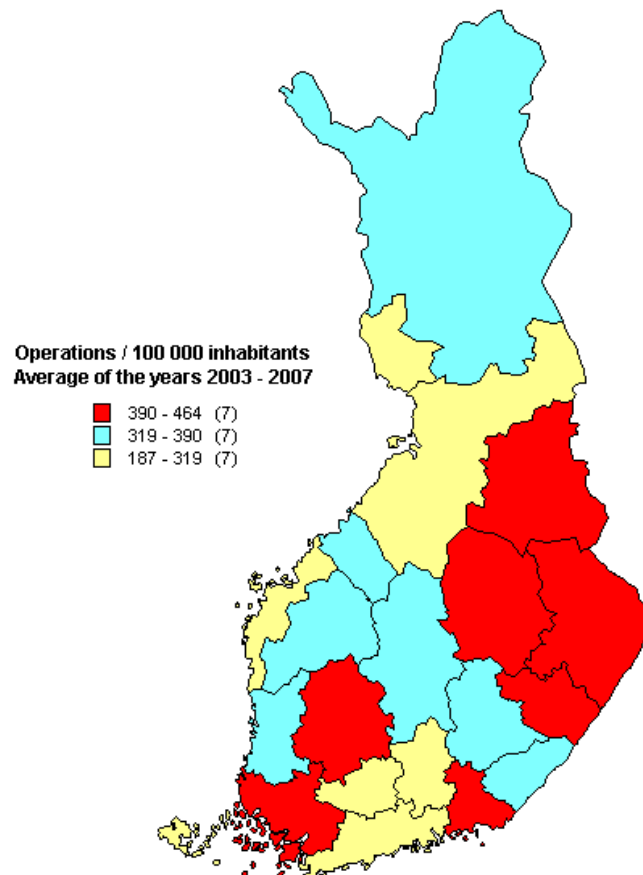 Operations / 100 000 inhabitants
Average of the years 2003 - 2007
390 - 464 (7)
319 - 390 (7)
187 - 319 (7)